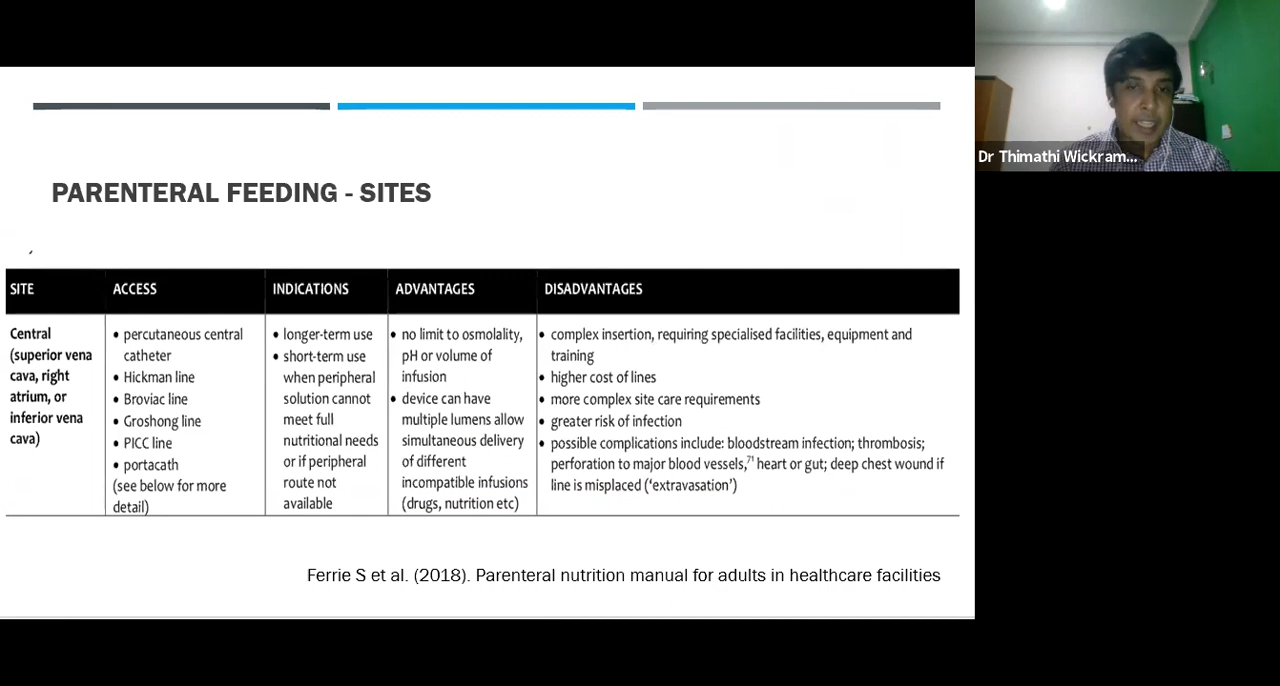 PARENTERAL FEEDING - SITES
SITE
ACCESS
INDICATIONS
ADVANTAGES
DISADVANTAGES
Central
(superior vena
cava, right
atrium, or
inferior vena
cava)
• percutaneous central
catheter
• Hickman line
• Broviac line
• Groshong line
• PICC line
• portacath
(see below for more
detail)
• longer-term use
• short-term use
when peripheral
solution cannot
meet full
nutritional needs
or if peripheral
route not
available
• no limit to osmolality,
pH or volume of
infusion
• device can have
multiple lumens allow
simultaneous delivery
of different
incompatible infusions
(drugs, nutrition etc)
• complex insertion, requiring specialised facilities, equipment and
training
• higher cost of lines
• more complex site care requirements
• greater risk of infection
• possible complications include: bloodstream infection; thrombosis;
perforation to major blood vessels,71 heart or gut; deep chest wound if
line is misplaced (‘extravasation’)
Ferrie S et al. (2018). Parenteral nutrition manual for adults in healthcare facilities
Dr Thimathi Wickram...